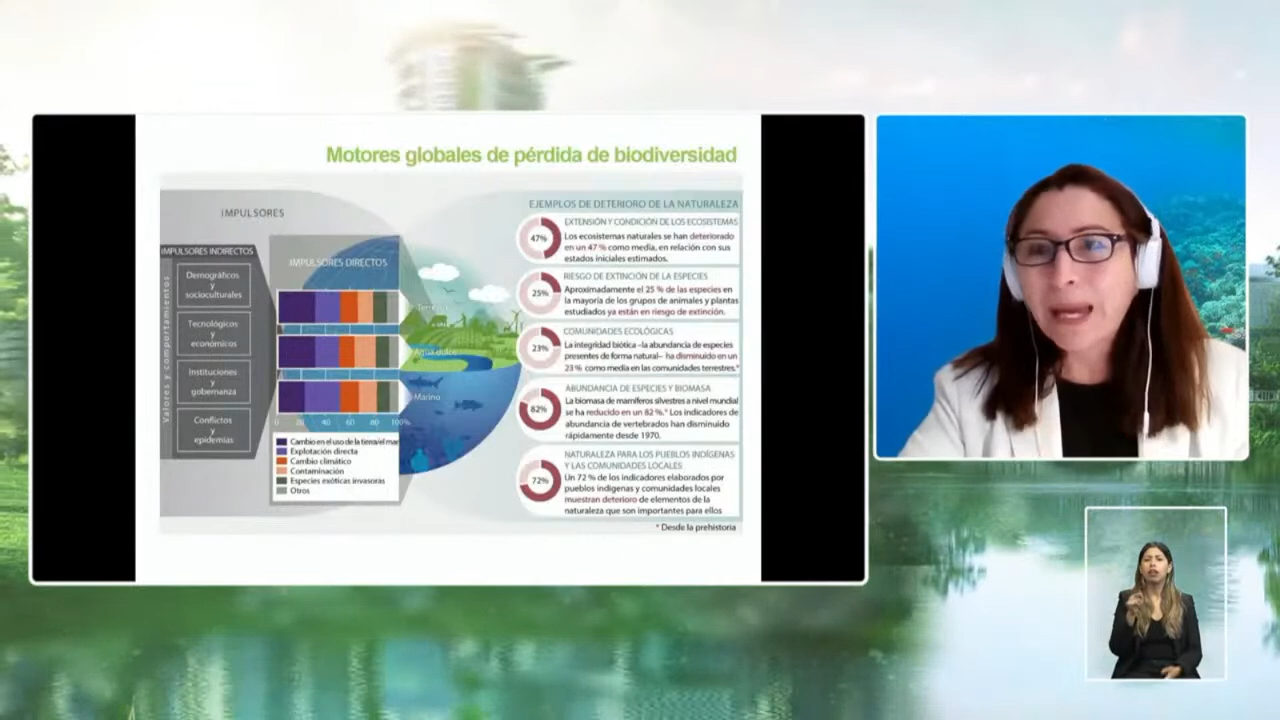 Motores globales de pérdida de biodiversidad
IMPULSORES
IMPULSORES INDIRECTOS
Valores y comportamientos
Demográficos
y
socioculturales
Tecnológicos
y
económicos
Instituciones
y
gobernanza
Conflictos
y
epidemias
IMPULSORES DIRECTOS
Terrestre
Agua dulce
Marino
0 20 40 60 80 100%
Cambio en el uso de la tierra/el mar
Explotación directa
Cambio climático
Contaminación
Especies exóticas invasoras
Otros
EJEMPLOS DE DETERIORO DE LA NATURALEZA
47%
EXTENSIÓN Y CONDICIÓN DE LOS ECOSISTEMAS
Los ecosistemas naturales se han deteriorado
en un 47 % como media, en relación con sus
estados iniciales estimados.
25%
RIESGO DE EXTINCIÓN DE LA ESPECIES
Aproximadamente el 25 % de las especies en
la mayoría de los grupos de animales y plantas
estudiados ya están en riesgo de extinción.
23%
COMUNIDADES ECOLÓGICAS
La integridad biótica –la abundancia de especies
presentes de forma natural– ha disminuido en un
23 % como media en las comunidades terrestres.*
82%
ABUNDANCIA DE ESPECIES Y BIOMASA
La biomasa de mamíferos silvestres a nivel mundial
se ha reducido en un 82 %.* Los indicadores de
abundancia de vertebrados han disminuido
rápidamente desde 1970.
72%
NATURALEZA PARA LOS PUEBLOS INDÍGENAS
Y LAS COMUNIDADES LOCALES
Un 72 % de los indicadores elaborados por
pueblos indígenas y comunidades locales
muestran deterioro de elementos de la
naturaleza que son importantes para ellos
* Desde la prehistoria